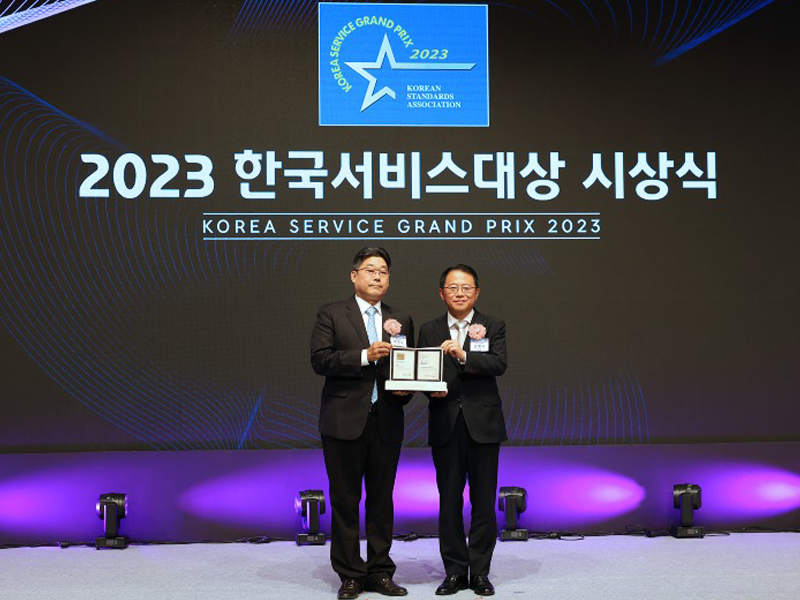 KOREA SERVICE GRAND PRIX
2023
KOREAN
STANDARDS
ASSOCIATION
2023 한국서비스대상 시상식
KOREA SERVICE GRAND PRIX 2023